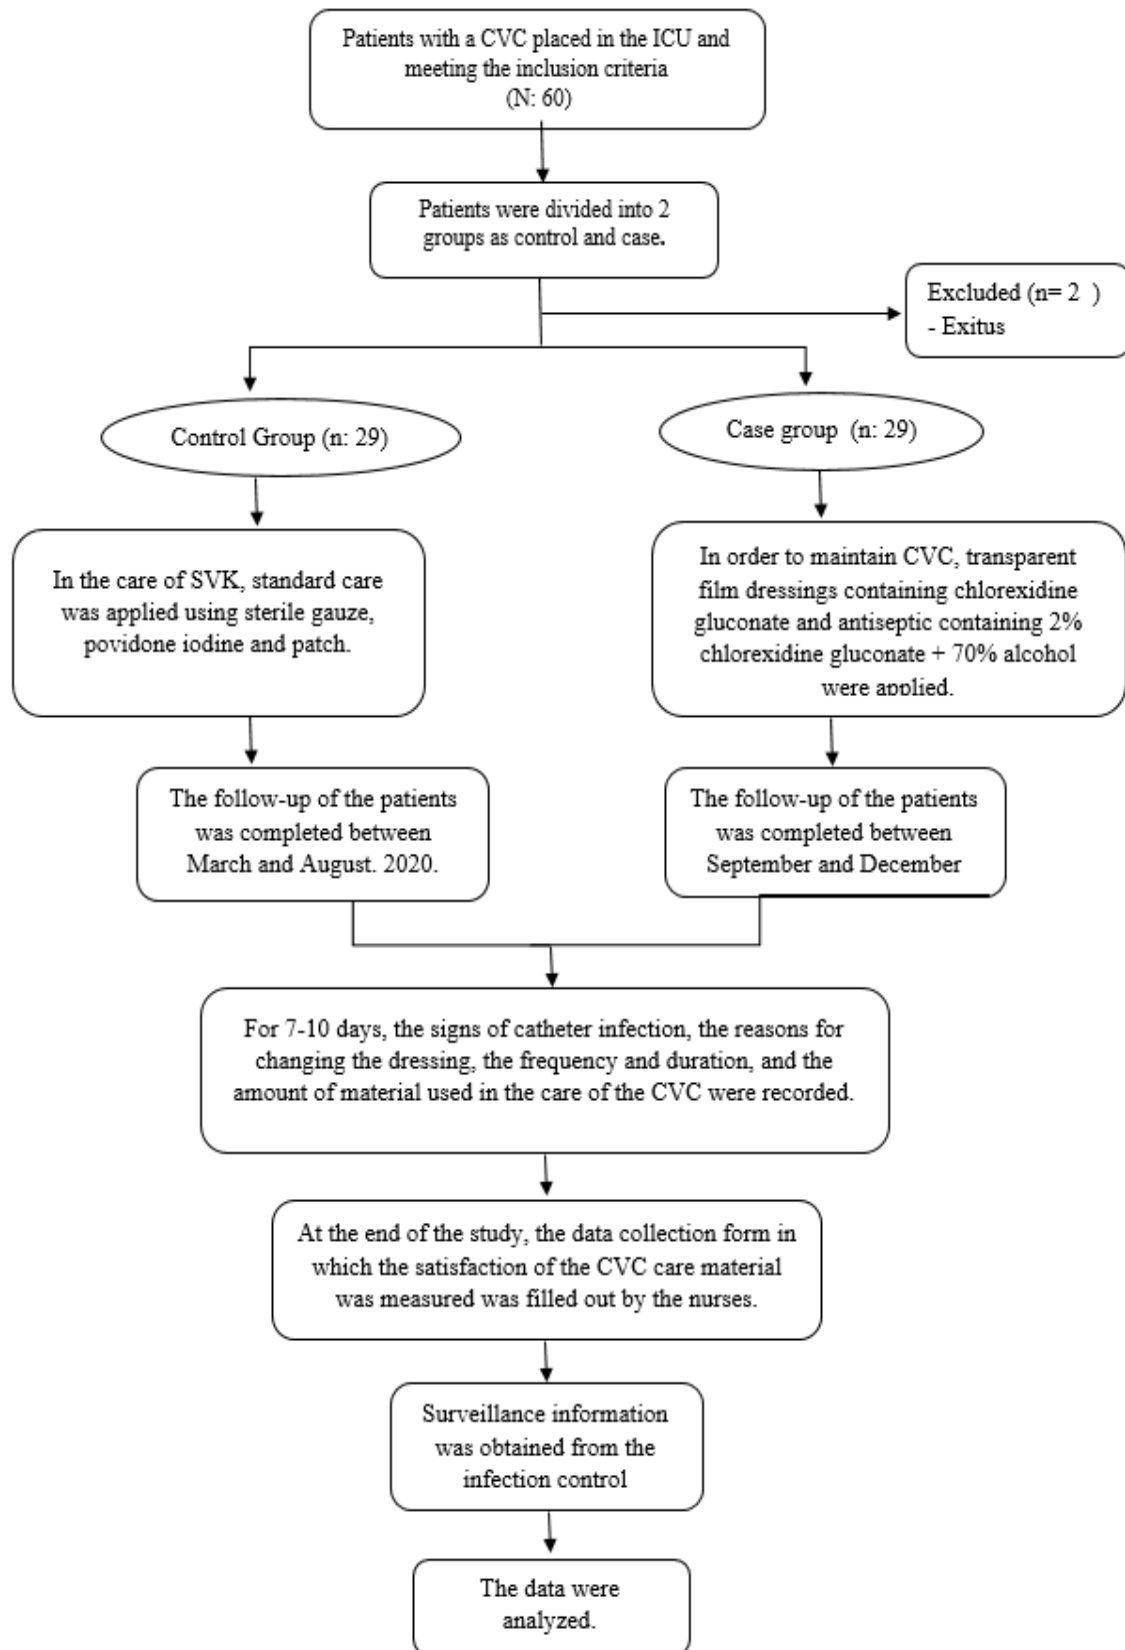 Patients with a CVC placed in the ICU and
meeting the inclusion criteria
(N: 60)
Patients were divided into 2
groups as control and case.
Excluded (n= 2 )
- Exitus
Control Group (n: 29)
Case group (n: 29)
In the care of SVK, standard care
was applied using sterile gauze,
povidone iodine and patch.
In order to maintain CVC, transparent
film dressings containing chlorexidine
gluconate and antiseptic containing 2%
chlorexidine gluconate + 70% alcohol
were applied.
The follow-up of the patients
was completed between
March and August. 2020.
The follow-up of the patients
was completed between
September and December
For 7-10 days, the signs of catheter infection, the reasons for
changing the dressing, the frequency and duration, and the
amount of material used in the care of the CVC were recorded.
At the end of the study, the data collection form in
which the satisfaction of the CVC care material
was measured was filled out by the nurses.
Surveillance information
was obtained from the
infection control
The data were
analyzed.